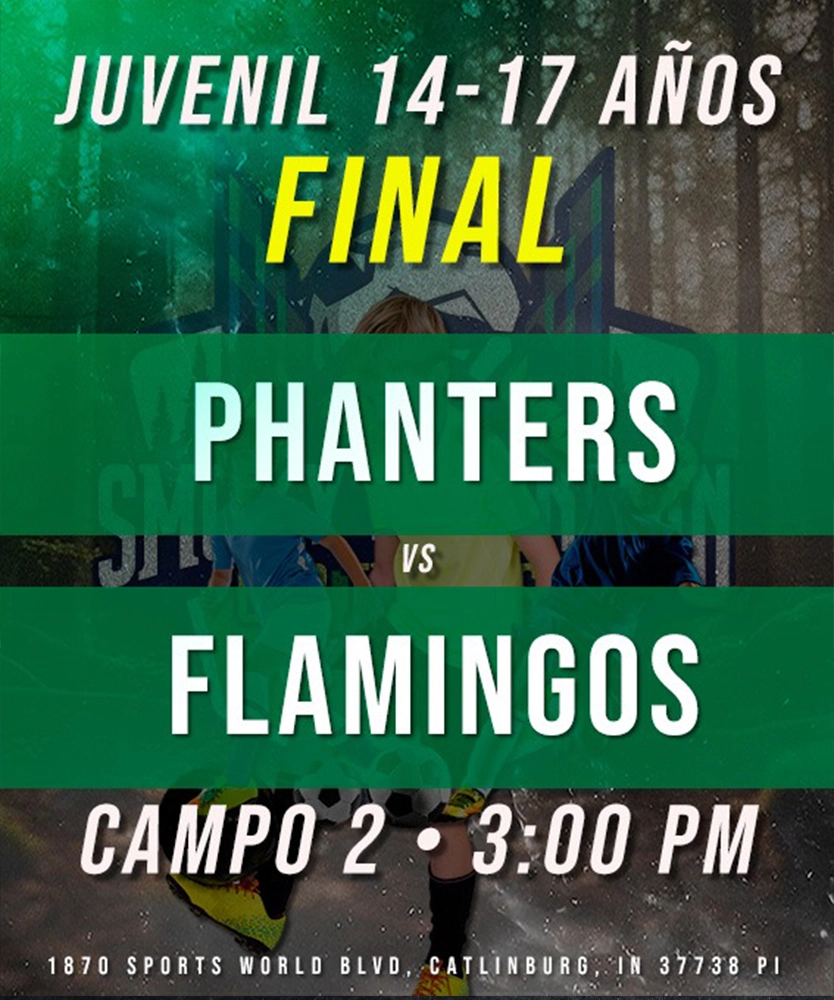 JUVENIL 14-17 AÑOS
FINAL
PHANTERS
VS
FLAMINGOS
CAMPO 2 • 3:00 PM
1870 SPORTS WORLD BLVD, CATLINBURG, IN 37738 PI